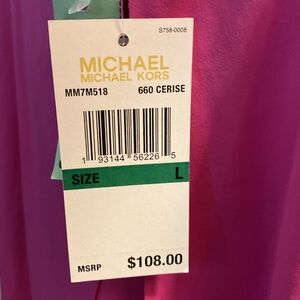 S758-0008
MICHAEL
MICHAEL KORS
MM7M518 660 CERISE
1 93144 56226 5
SIZE L
MSRP $108.00